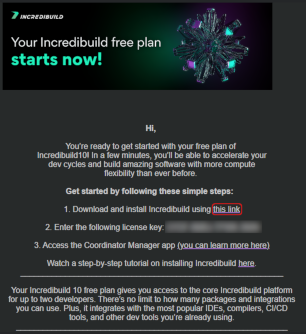 INCREDIBUILD
Your Incredibuild free plan
starts now!
Hi,
You're ready to get started with your free plan of
Incredibuild10! In a few minutes, you'll be able to accelerate your
dev cycles and build amazing software with more compute
flexibility than ever before.
Get started by following these simple steps:
1. Download and install Incredibuild using this link
2. Enter the following license key:
3. Access the Coordinator Manager app (you can learn more here)
Watch a step-by-step tutorial on installing Incredibuild here.
Your Incredibuild 10 free plan gives you access to the core Incredibuild platform
for up to two developers. There's no limit to how many packages and integrations
you can use. Plus, it integrates with the most popular IDEs, compilers, CI/CD
tools, and other dev tools you're already using.